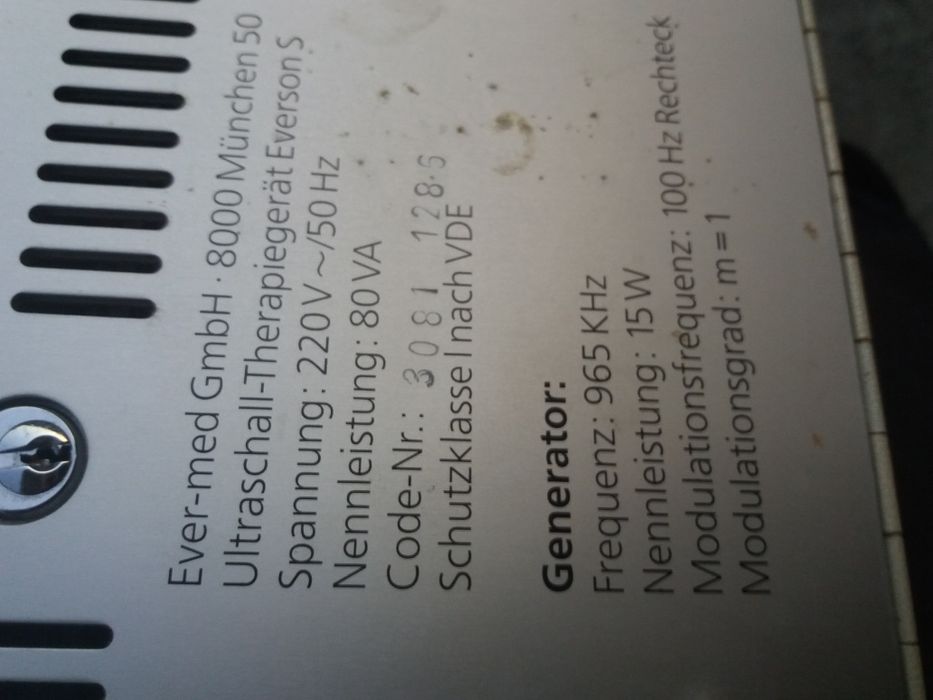 Ever-med GmbH · 8000 München 50
Ultraschall-Therapiegerät Everson S
Spannung: 220 V ~/50 Hz
Nennleistung: 80 VA
Code-Nr.: 3081 128.6
Schutzklasse I nach VDE
Generator:
Frequenz: 965 KHz
Nennleistung: 15 W
Modulationsfrequenz: 100 Hz Rechteck
Modulationsgrad: m = 1